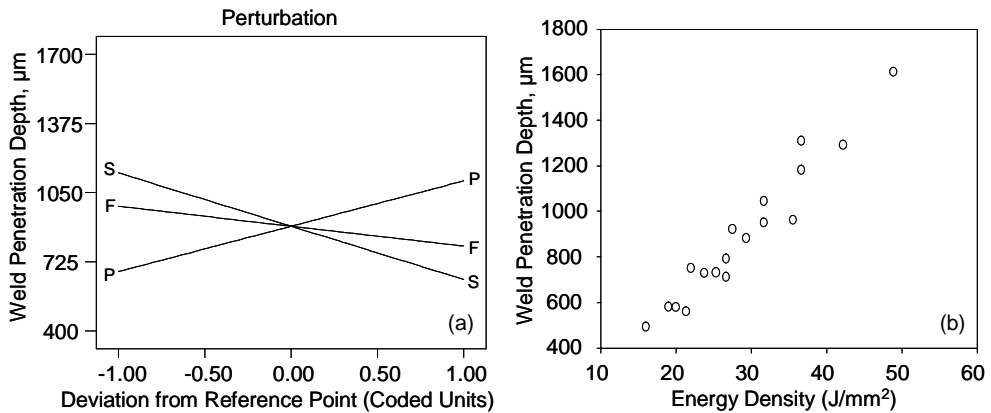 Perturbation
Weld Penetration Depth, µm
1700
1375
1050
725
400
S
F
P
P
F
S
(a)
-1.00 -0.50 0.00 0.50 1.00
Deviation from Reference Point (Coded Units)
Weld Penetration Depth, µm
1800
1600
1400
1200
1000
800
600
400
(b)
10 20 30 40 50 60
Energy Density (J/mm²)